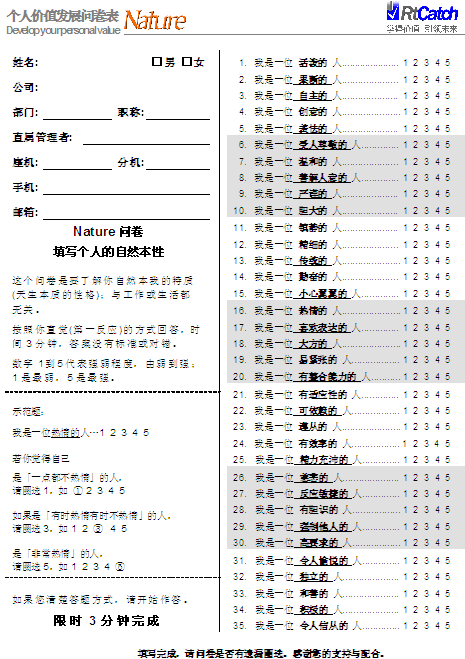 个人价值发展问卷表 Nature
Develop your personal value
RtCatch
掌握价值 引领未来
姓名: □男 □女
公司:
部门: 职称:
直属管理者:
座机: 分机:
手机:
邮箱:
Nature 问卷
填写个人的自然本性
这个问卷是要了解你自然本我的特质
(天生本质的性格)；与工作或生活都
无关。
按照你直觉(第一反应)的方式回答，时
间 3 分钟，答案没有标准或对错。
数字 1 到 5 代表强弱程度，由弱到强：
1 是最弱，5 是最强。
示范题：
我是一位热情的人…1 2 3 4 5
若你觉得自己
是「一点都不热情」的人，
请圈选 1，如 ① 2 3 4 5
如果是「有时热情有时不热情」的人，
请圈选 3，如 1 2 ③ 4 5
是「非常热情」的人，
请圈选 5，如 1 2 3 4 ⑤
如果您清楚答题方式，请开始作答。
限时 3 分钟完成
1. 我是一位 活泼的 人………………… 1 2 3 4 5
2. 我是一位 果断的 人………………… 1 2 3 4 5
3. 我是一位 自主的 人………………… 1 2 3 4 5
4. 我是一位 创意的 人………………… 1 2 3 4 5
5. 我是一位 人………………… 1 2 3 4 5
6. 我是一位 受人尊敬的 人…………… 1 2 3 4 5
7. 我是一位 温和的 人………………… 1 2 3 4 5
8. 我是一位 善解人意的 人…………… 1 2 3 4 5
9. 我是一位 严谨的 人………………… 1 2 3 4 5
10. 我是一位 胆大的 人………………… 1 2 3 4 5
11. 我是一位 镇静的 人………………… 1 2 3 4 5
12. 我是一位 精细的 人………………… 1 2 3 4 5
13. 我是一位 传统的 人………………… 1 2 3 4 5
14. 我是一位 勤奋的 人………………… 1 2 3 4 5
15. 我是一位 小心翼翼的 人…………… 1 2 3 4 5
16. 我是一位 热情的 人………………… 1 2 3 4 5
17. 我是一位 喜欢表达的 人…………… 1 2 3 4 5
18. 我是一位 大方的 人………………… 1 2 3 4 5
19. 我是一位 易紧张的 人……………… 1 2 3 4 5
20. 我是一位 有整合能力的 人………… 1 2 3 4 5
21. 我是一位 有适应性的 人…………… 1 2 3 4 5
22. 我是一位 可依赖的 人……………… 1 2 3 4 5
23. 我是一位 遵从的 人………………… 1 2 3 4 5
24. 我是一位 有效率的 人……………… 1 2 3 4 5
25. 我是一位 精力充沛的 人…………… 1 2 3 4 5
26. 我是一位 人………………… 1 2 3 4 5
27. 我是一位 反应敏捷的 人…………… 1 2 3 4 5
28. 我是一位 有胆识的 人……………… 1 2 3 4 5
29. 我是一位 强制他人的 人…………… 1 2 3 4 5
30. 我是一位 高要求的 人……………… 1 2 3 4 5
31. 我是一位 令人愉悦的 人…………… 1 2 3 4 5
32. 我是一位 独立的 人………………… 1 2 3 4 5
33. 我是一位 和善的 人………………… 1 2 3 4 5
34. 我是一位 积极的 人………………… 1 2 3 4 5
35. 我是一位 令人信从的 人…………… 1 2 3 4 5
填写完成，请问卷是否有遗漏圈选。感谢您的支持与配合。